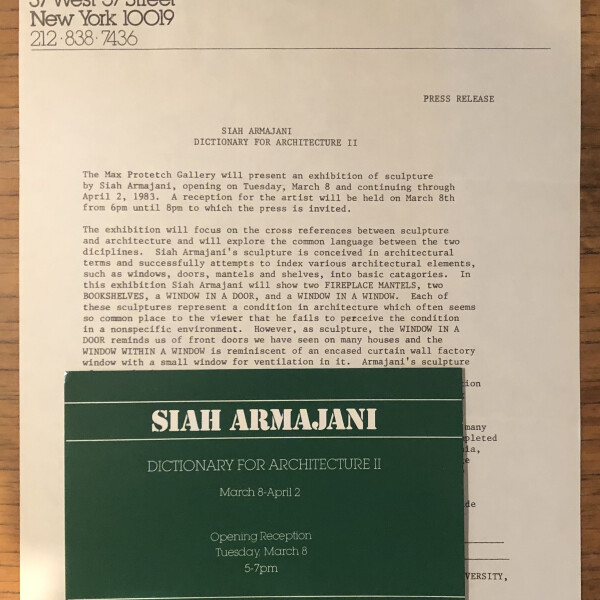 37 West 57 Street
New York 10019
212·838·7436
PRESS RELEASE
SIAH ARMAJANI
DICTIONARY FOR ARCHITECTURE II
The Max Protetch Gallery will present an exhibition of sculpture
by Siah Armajani, opening on Tuesday, March 8 and continuing through
April 2, 1983. A reception for the artist will be held on March 8th
from 6pm until 8pm to which the press is invited.
The exhibition will focus on the cross references between sculpture
and architecture and will explore the common language between the two
diciplines. Siah Armajani's sculpture is conceived in architectural
terms and successfully attempts to index various architectural elements,
such as windows, doors, mantels and shelves, into basic catagories. In
this exhibition Siah Armajani will show two FIREPLACE MANTELS, two
BOOKSHELVES, a WINDOW IN A DOOR, and a WINDOW IN A WINDOW. Each of
these sculptures represent a condition in architecture which often seems
so common place to the viewer that he fails to perceive the condition
in a nonspecific environment. However, as sculpture, the WINDOW IN A
DOOR reminds us of front doors we have seen on many houses and the
WINDOW WITHIN A WINDOW is reminiscent of an encased curtain wall factory
window with a small window for ventilation in it. Armajani's sculpture
many
SIAH ARMAJANI
DICTIONARY FOR ARCHITECTURE II
March 8-April 2
Opening Reception
Tuesday, March 8
5-7pm